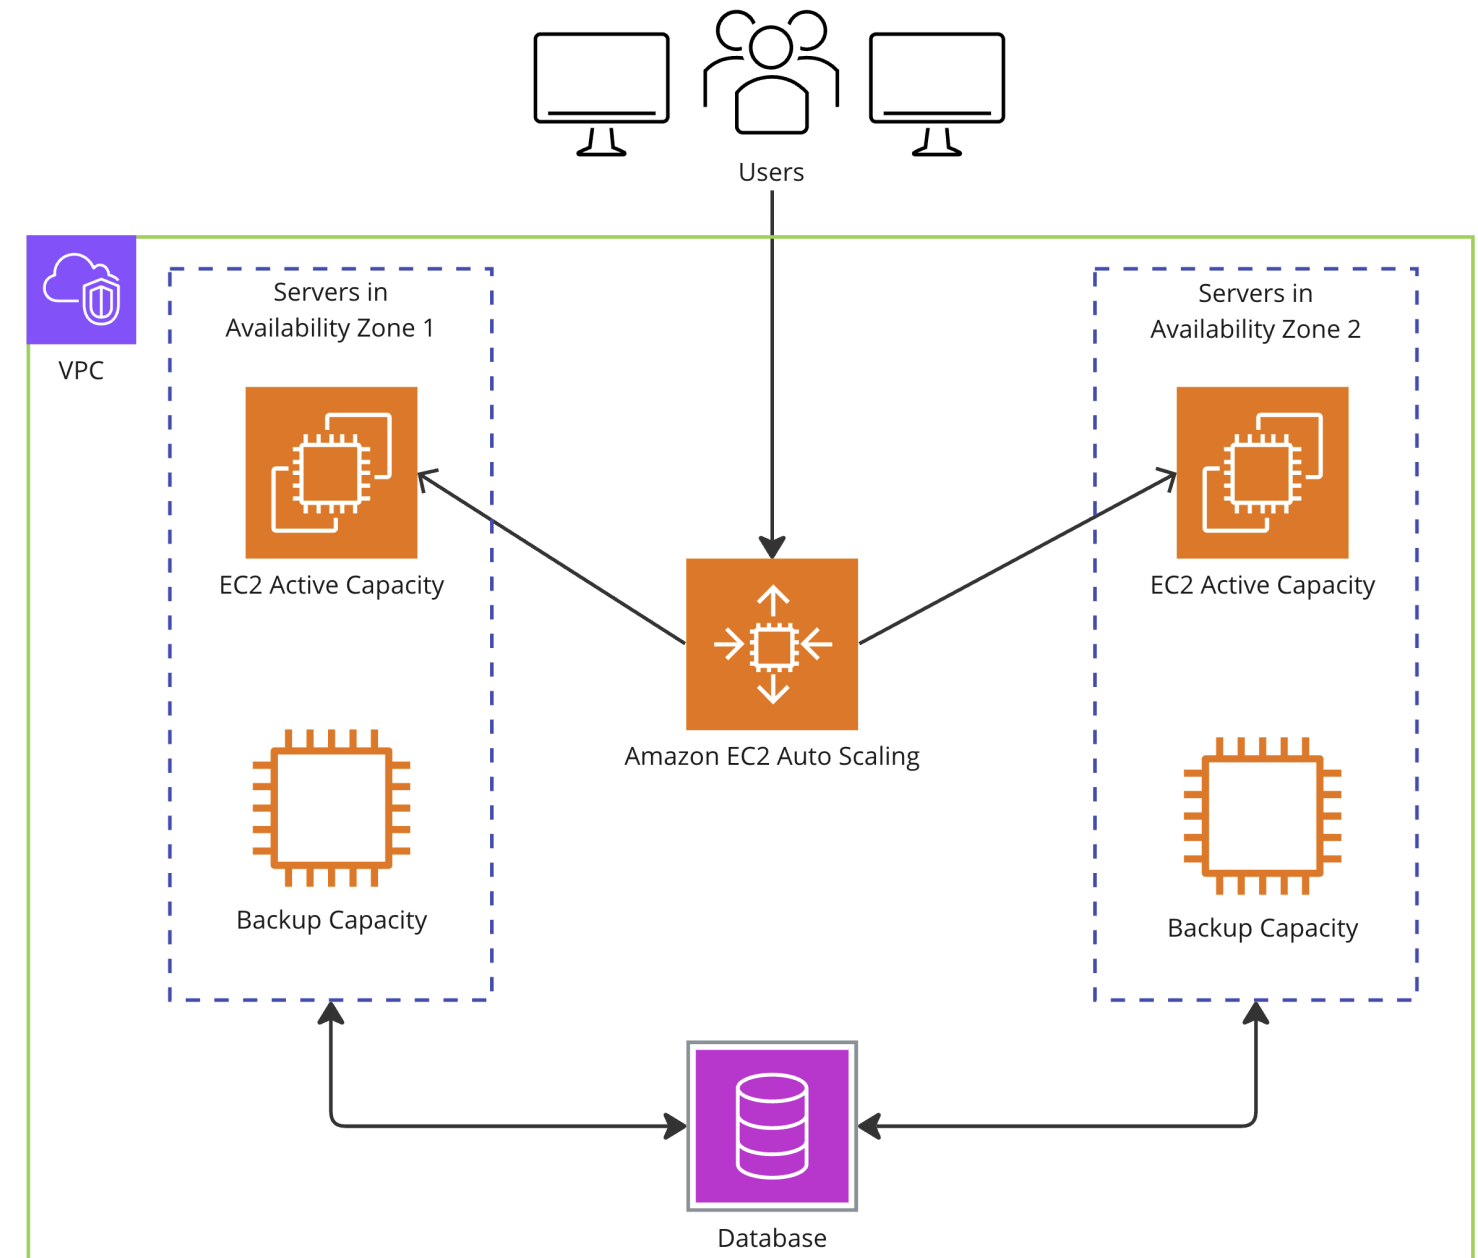 Users
VPC
Servers in
Availability Zone 1
Servers in
Availability Zone 2
EC2 Active Capacity
EC2 Active Capacity
Amazon EC2 Auto Scaling
Backup Capacity
Backup Capacity
Database